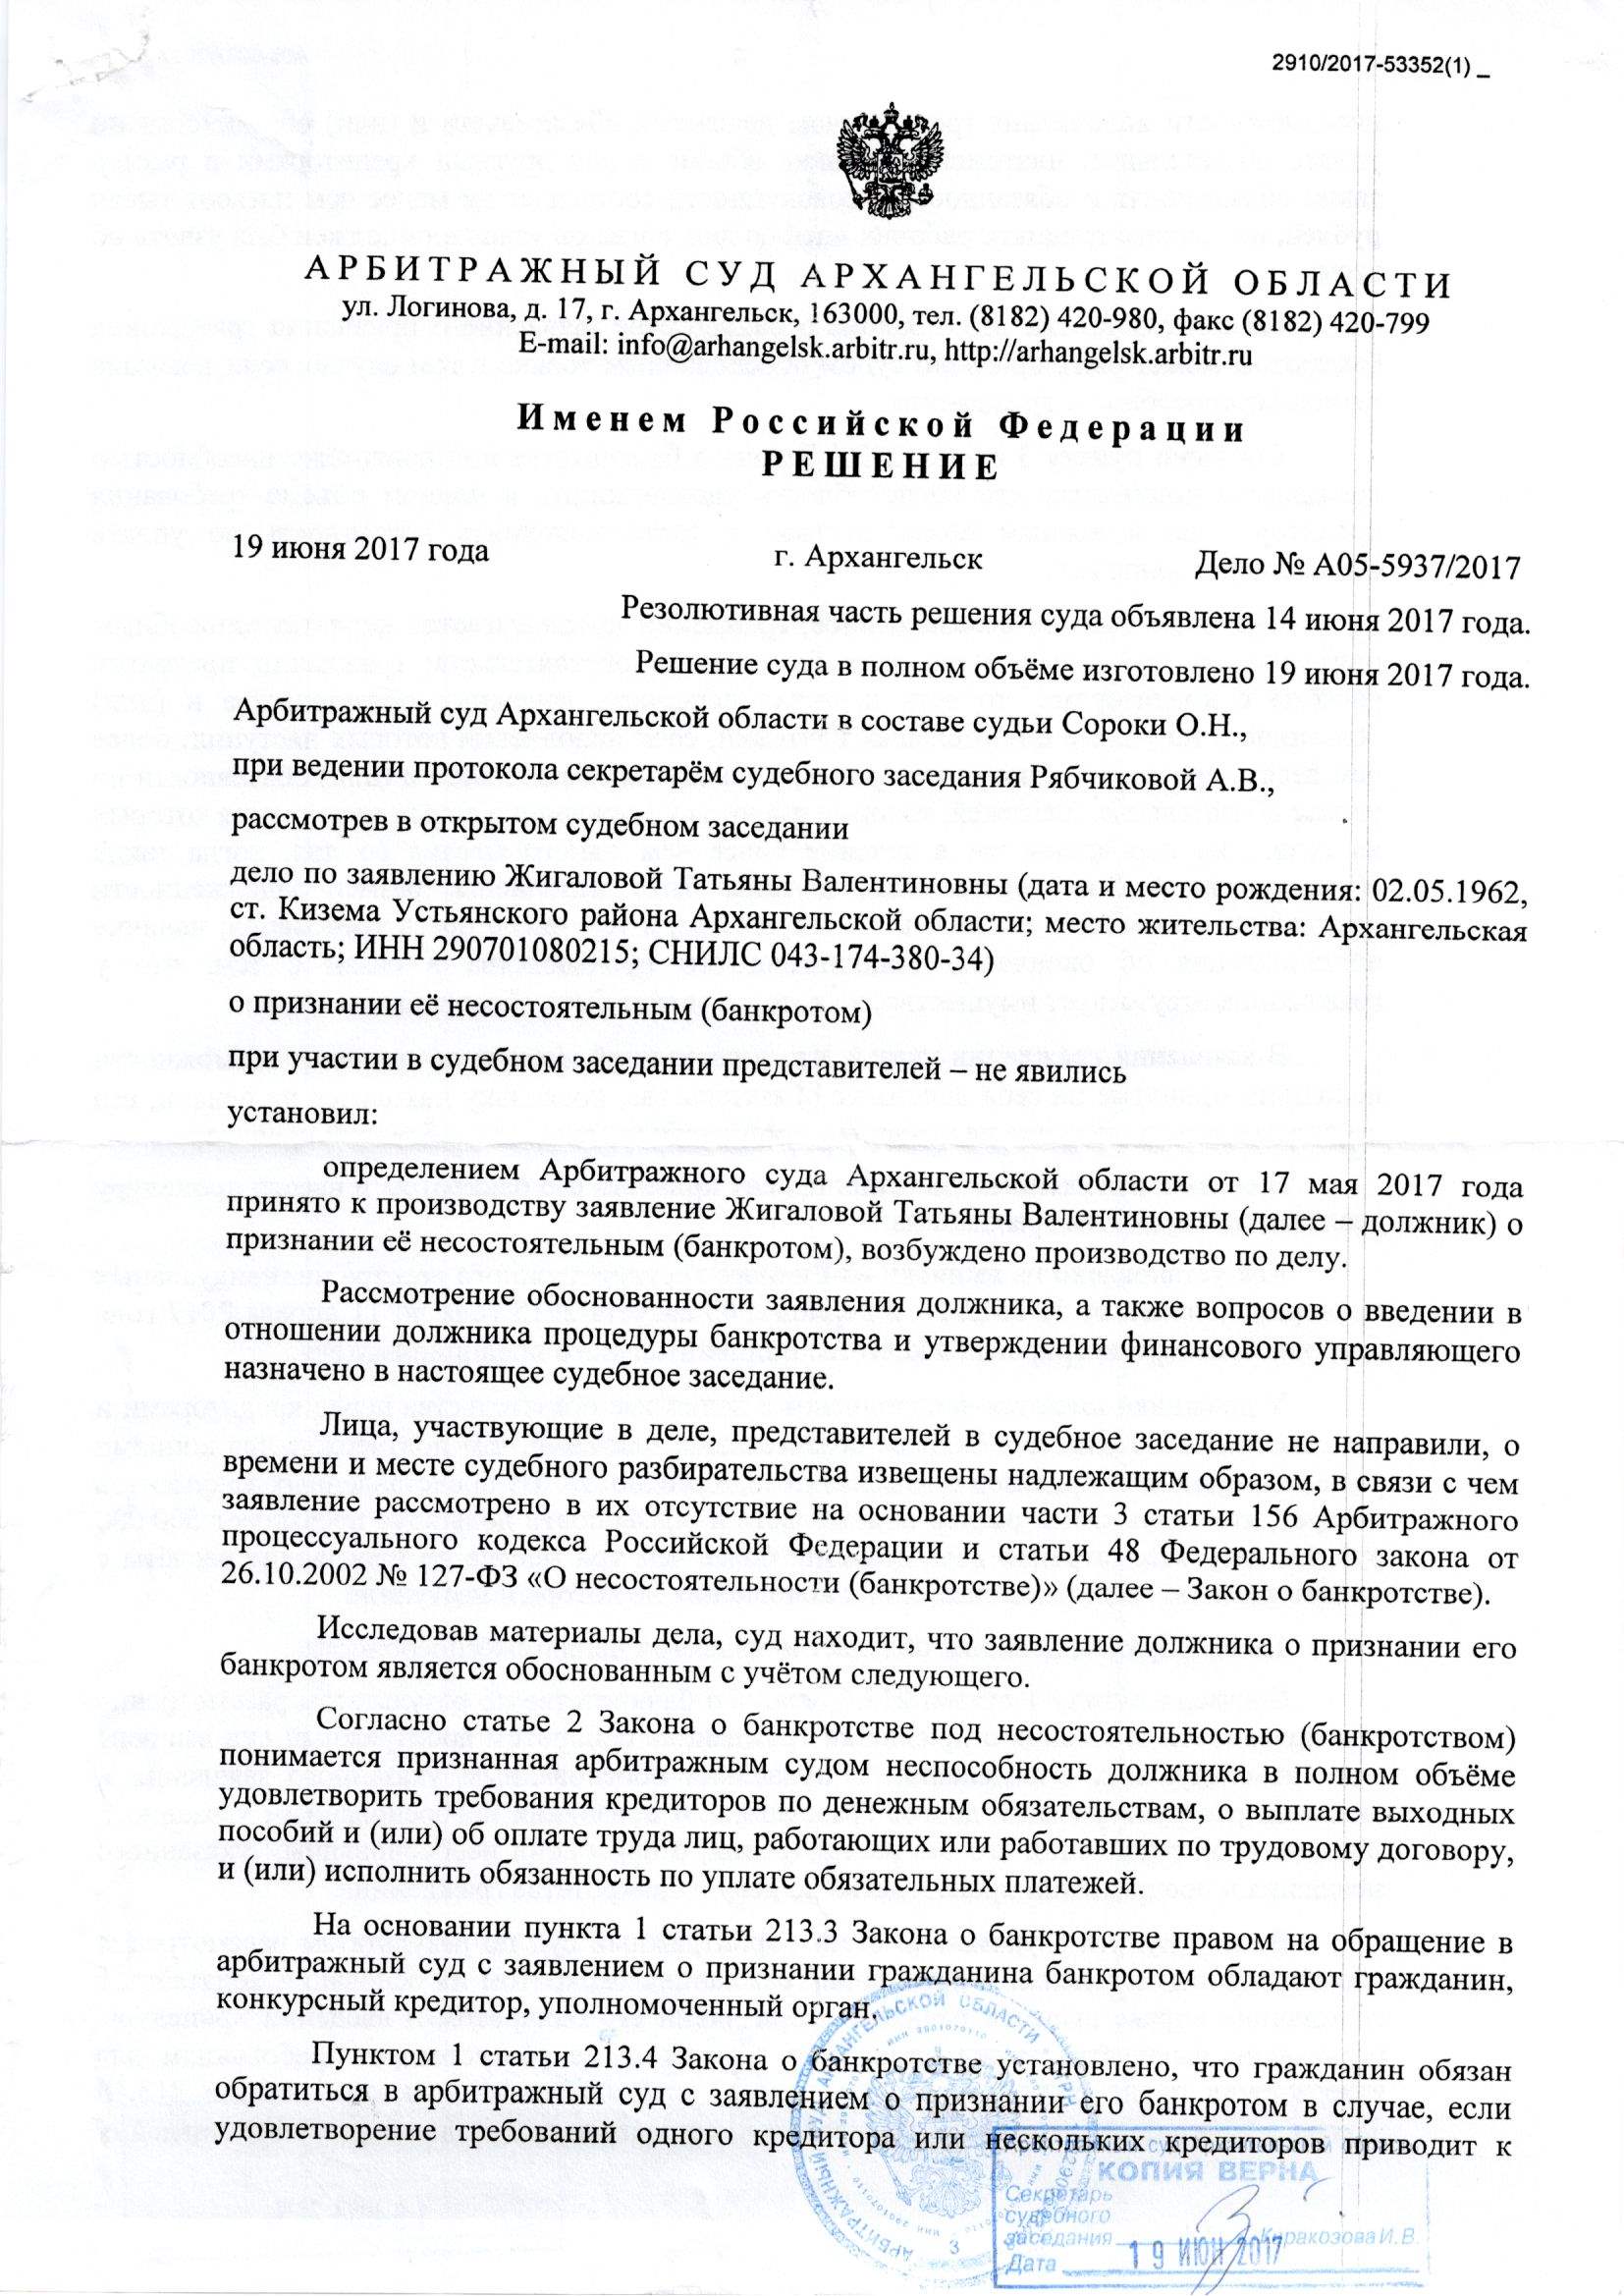 2910/2017-53352(1) _
АРБИТРАЖНЫЙ СУД АРХАНГЕЛЬСКОЙ ОБЛАСТИ
ул. Логинова, д. 17, г. Архангельск, 163000, тел. (8182) 420-980, факс (8182) 420-799
E-mail: info@arhangelsk.arbitr.ru, http://arhangelsk.arbitr.ru
Именем Российской Федерации
РЕШЕНИЕ
19 июня 2017 года г. Архангельск Дело № А05-5937/2017
Резолютивная часть решения суда объявлена 14 июня 2017 года.
Решение суда в полном объёме изготовлено 19 июня 2017 года.
Арбитражный суд Архангельской области в составе судьи Сороки О.Н.,
при ведении протокола секретарём судебного заседания Рябчиковой А.В.,
рассмотрев в открытом судебном заседании
дело по заявлению Жигаловой Татьяны Валентиновны (дата и место рождения: 02.05.1962,
ст. Кизема Устьянского района Архангельской области; место жительства: Архангельская
область; ИНН 290701080215; СНИЛС 043-174-380-34)
о признании её несостоятельным (банкротом)
при участии в судебном заседании представителей – не явились
установил:
определением Арбитражного суда Архангельской области от 17 мая 2017 года
принято к производству заявление Жигаловой Татьяны Валентиновны (далее – должник) о
признании её несостоятельным (банкротом), возбуждено производство по делу.
Рассмотрение обоснованности заявления должника, а также вопросов о введении в
отношении должника процедуры банкротства и утверждении финансового управляющего
назначено в настоящее судебное заседание.
Лица, участвующие в деле, представителей в судебное заседание не направили, о
времени и месте судебного разбирательства извещены надлежащим образом, в связи с чем
заявление рассмотрено в их отсутствие на основании части 3 статьи 156 Арбитражного
процессуального кодекса Российской Федерации и статьи 48 Федерального закона от
26.10.2002 № 127-ФЗ «О несостоятельности (банкротстве)» (далее – Закон о банкротстве).
Исследовав материалы дела, суд находит, что заявление должника о признании его
банкротом является обоснованным с учётом следующего.
Согласно статье 2 Закона о банкротстве под несостоятельностью (банкротством)
понимается признанная арбитражным судом неспособность должника в полном объёме
удовлетворить требования кредиторов по денежным обязательствам, о выплате выходных
пособий и (или) об оплате труда лиц, работающих или работавших по трудовому договору,
и (или) исполнить обязанность по уплате обязательных платежей.
На основании пункта 1 статьи 213.3 Закона о банкротстве правом на обращение в
арбитражный суд с заявлением о признании гражданина банкротом обладают гражданин,
конкурсный кредитор, уполномоченный орган.
Пунктом 1 статьи 213.4 Закона о банкротстве установлено, что гражданин обязан
обратиться в арбитражный суд с заявлением о признании его банкротом в случае, если
удовлетворение требований одного кредитора или нескольких кредиторов приводит к
АРБИТРАЖНЫЙ СУД АРХАНГЕЛЬСКОЙ ОБЛАСТИ
3
КОПИЯ ВЕРНА
Секретарь
судебного
заседания Киракозова И.В.
Дата 19 ИЮН 2017